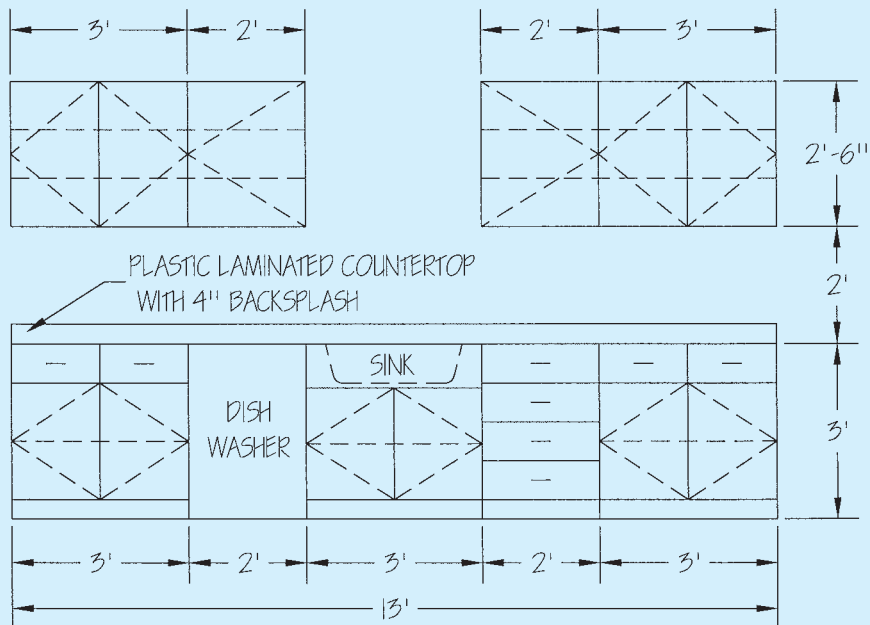 3' 2' 2' 3'
2'-6"
PLASTIC LAMINATED COUNTERTOP
WITH 4" BACKSPLASH
2'
SINK
DISH
WASHER
3'
3' 2' 3' 2' 3'
13'